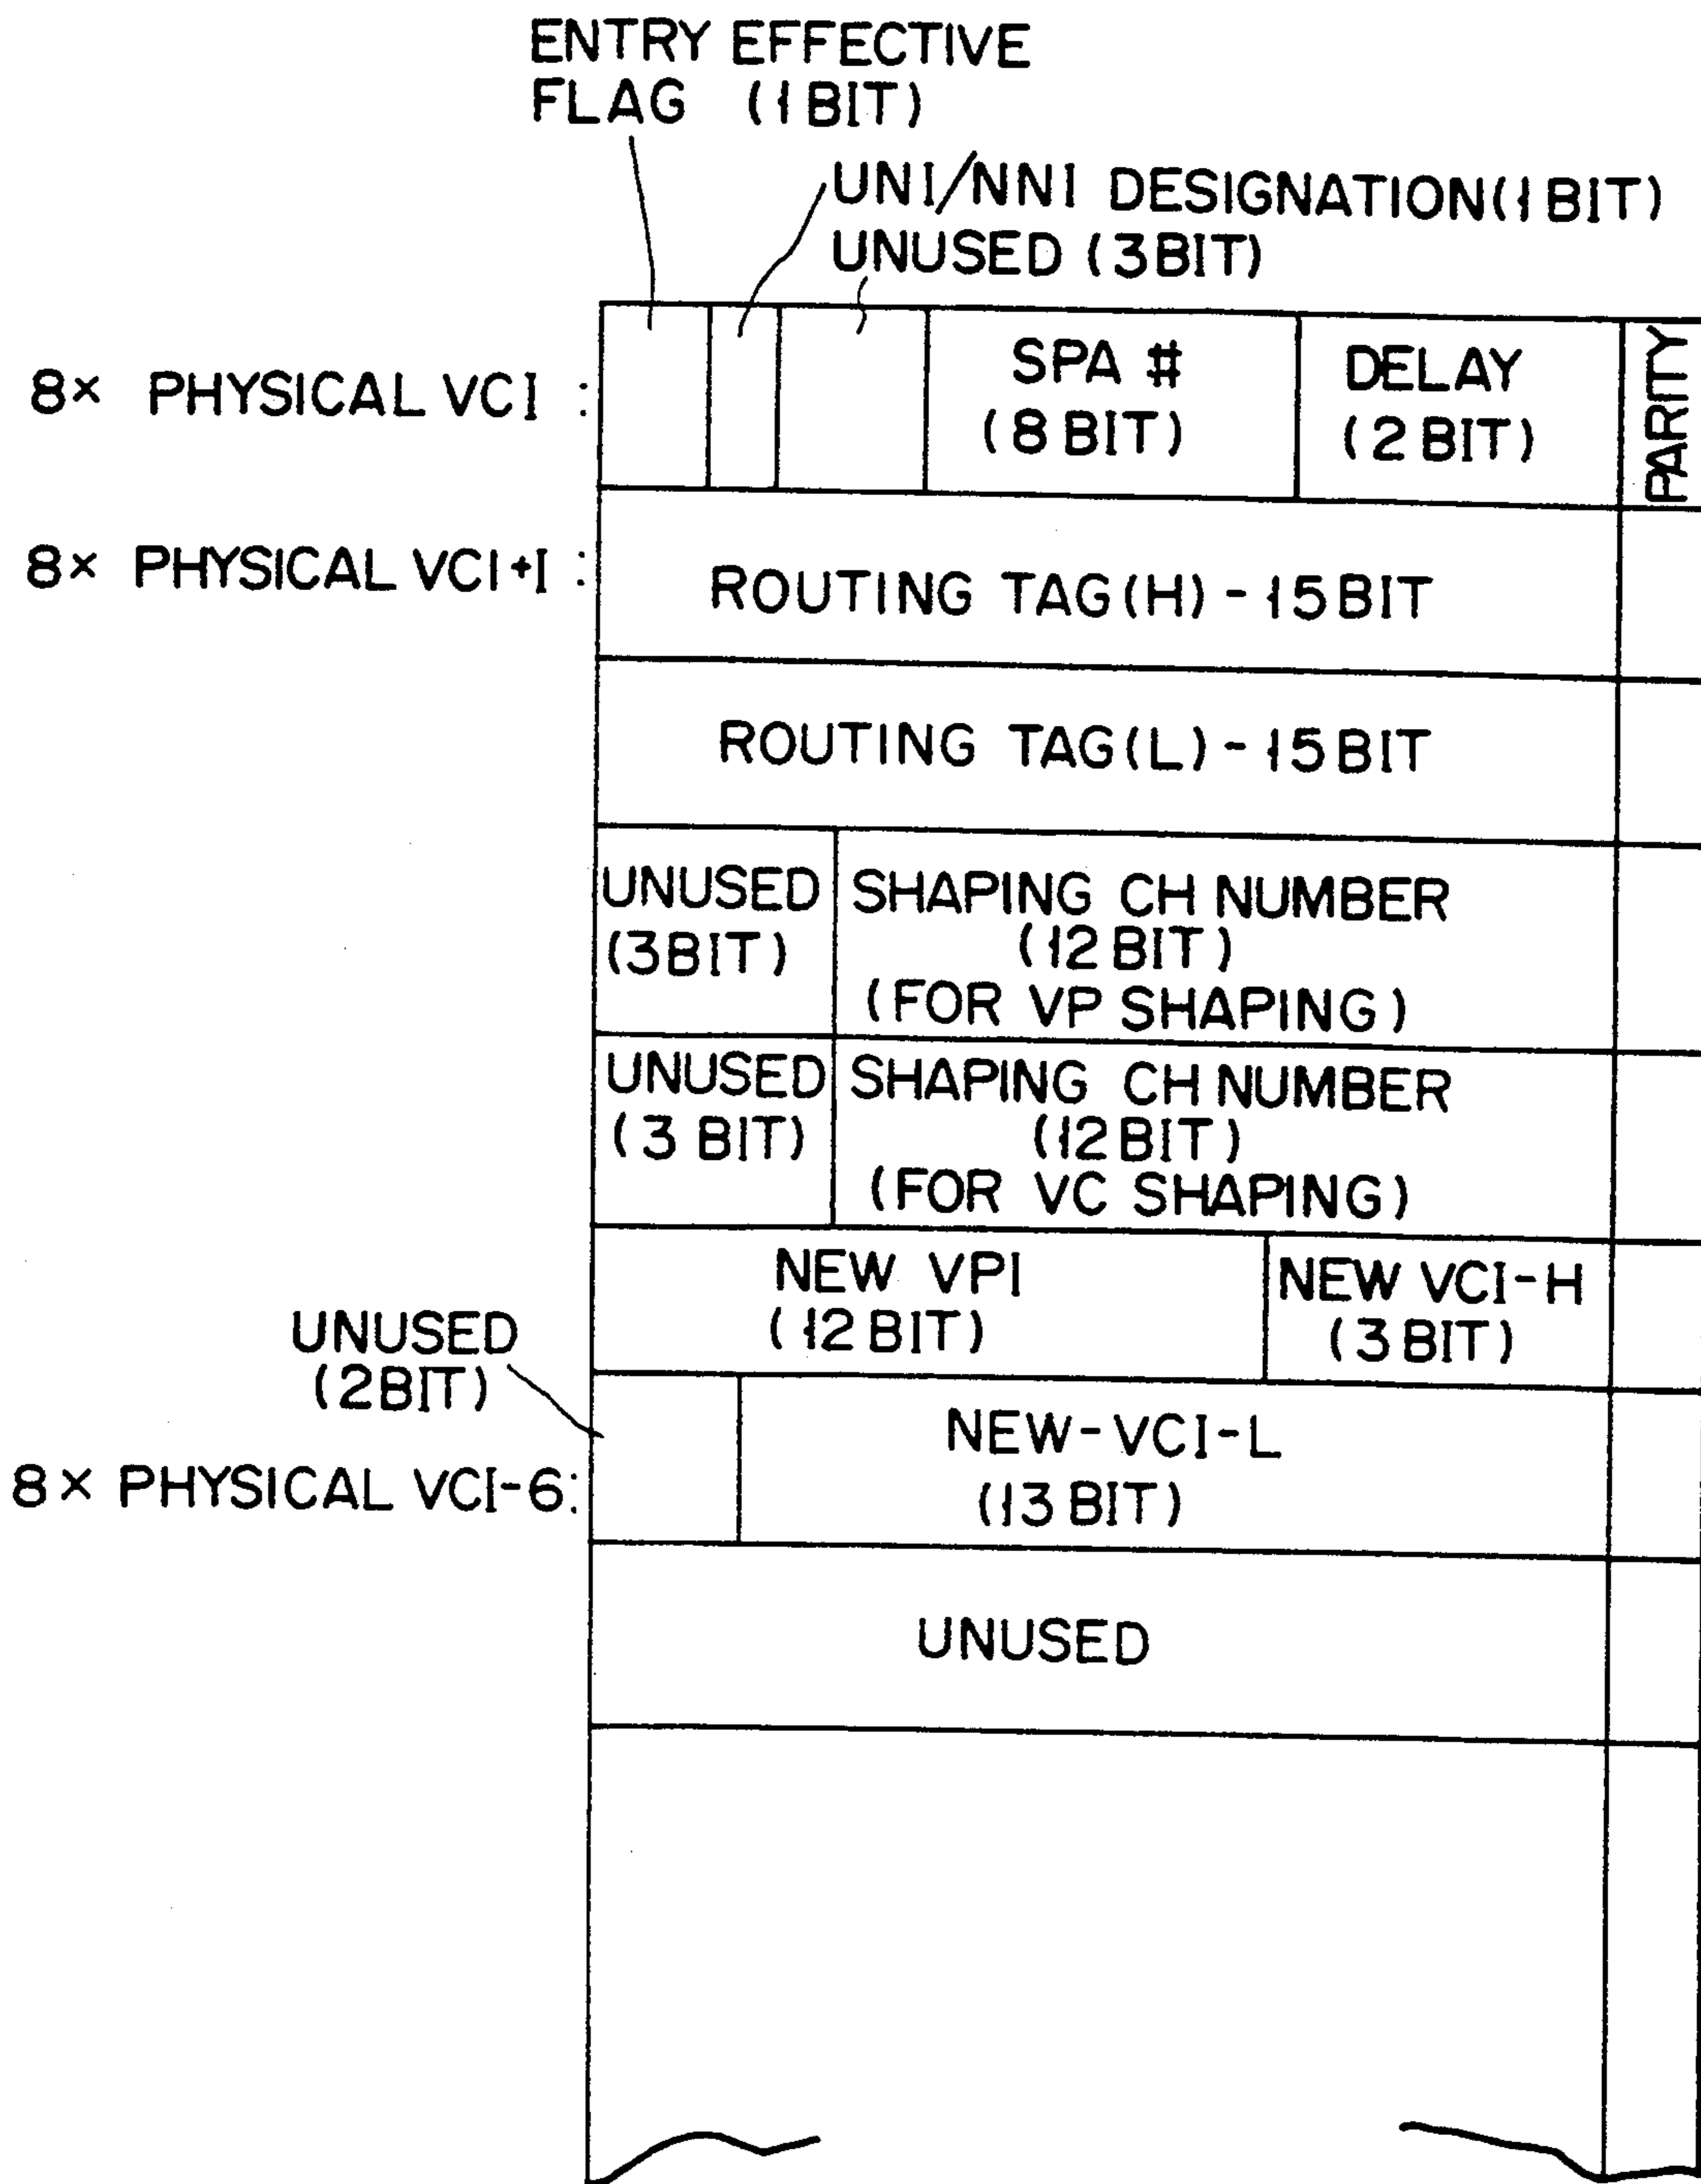 ENTRY EFFECTIVE
FLAG (1 BIT)
UNI/NNI DESIGNATION(1 BIT)
UNUSED (3BIT)
8× PHYSICAL VCI :
SPA #
(8 BIT)
DELAY
(2 BIT)
PARITY
8× PHYSICAL VCI+I :
ROUTING TAG(H) - 15BIT
ROUTING TAG(L) - 15BIT
UNUSED
(3BIT)
SHAPING CH NUMBER
(12 BIT)
(FOR VP SHAPING)
UNUSED
(3 BIT)
SHAPING CH NUMBER
(12BIT)
(FOR VC SHAPING)
NEW VPI
(12 BIT)
NEW VCI-H
(3 BIT)
UNUSED
(2BIT)
NEW-VCI-L
(13 BIT)
8× PHYSICAL VCI-6:
UNUSED